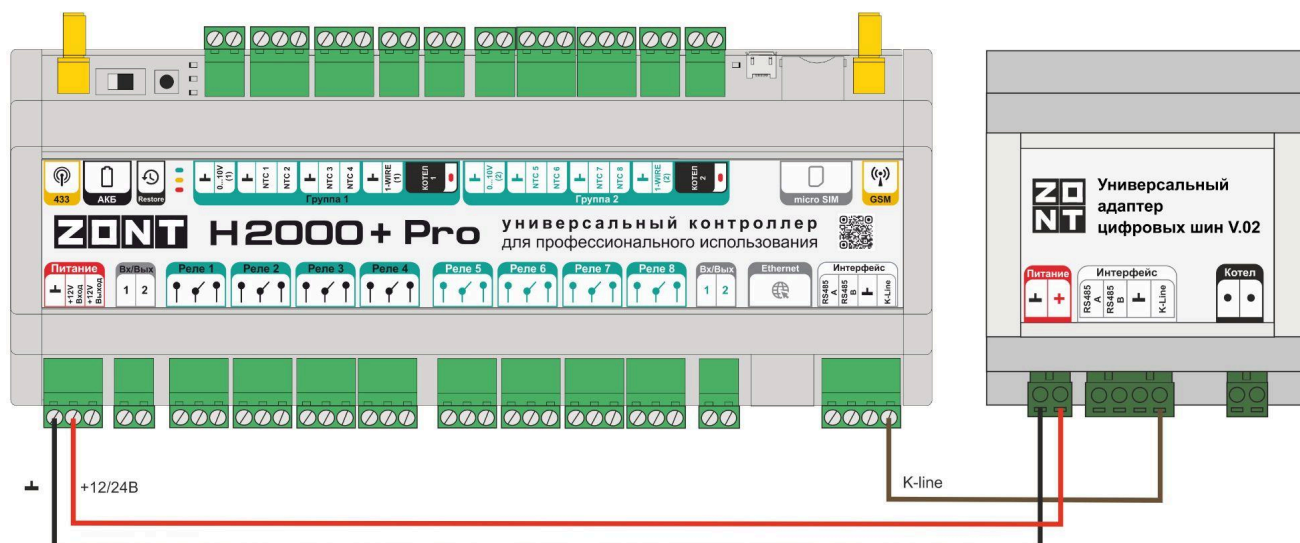 433
АКБ
Restore
⊥
0...10V (1)
⊥
NTC 1
NTC 2
⊥
NTC 3
NTC 4
⊥
1-WIRE (1)
КОТЕЛ 1
Группа 1
⊥
0...10V (2)
⊥
NTC 5
NTC 6
⊥
NTC 7
NTC 8
⊥
1-WIRE (2)
КОТЕЛ 2
Группа 2
micro SIM
GSM
ZONT H2000+ Pro
универсальный контроллер
для профессионального использования
Питание
⊥
+12V Вход
+12V Выход
Вх/Вых
1 2
Реле 1
Реле 2
Реле 3
Реле 4
Реле 5
Реле 6
Реле 7
Реле 8
Вх/Вых
1 2
Ethernet
Интерфейс
RS485 A
RS485 B
⊥
K-Line
ZONT
Универсальный
адаптер
цифровых шин V.02
Питание
⊥ +
Интерфейс
RS485 A
RS485 B
⊥
K-Line
Котел
⊥
+12/24В
K-line